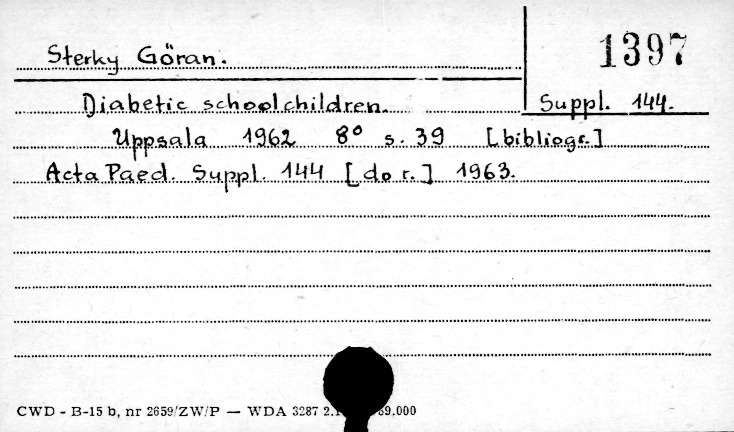 Sterky Göran.
1397
Diabetic schoolchildren.
Suppl. 144.
Uppsala 1962 8° s. 39 [bibliogr.]
Acta Paed. Suppl. 144 [do r.] 1963.
CWD - B-15 b, nr 2659/ZW/P — WDA 3287 2. 69.000